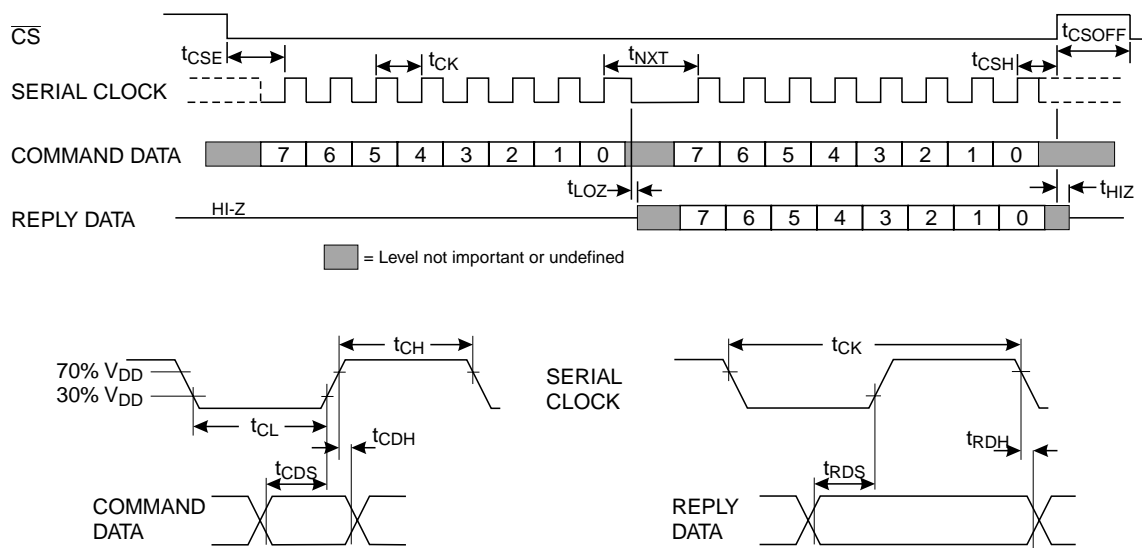 CS
tCSE
tCK
tNXT
tCSH
tCSOFF
SERIAL CLOCK
COMMAND DATA
7 6 5 4 3 2 1 0
7 6 5 4 3 2 1 0
tLOZ
tHIZ
REPLY DATA
HI-Z
7 6 5 4 3 2 1 0
= Level not important or undefined
70% VDD
30% VDD
tCH
tCL
tCDH
tCDS
COMMAND
DATA
SERIAL
CLOCK
tCK
tRDH
tRDS
REPLY
DATA